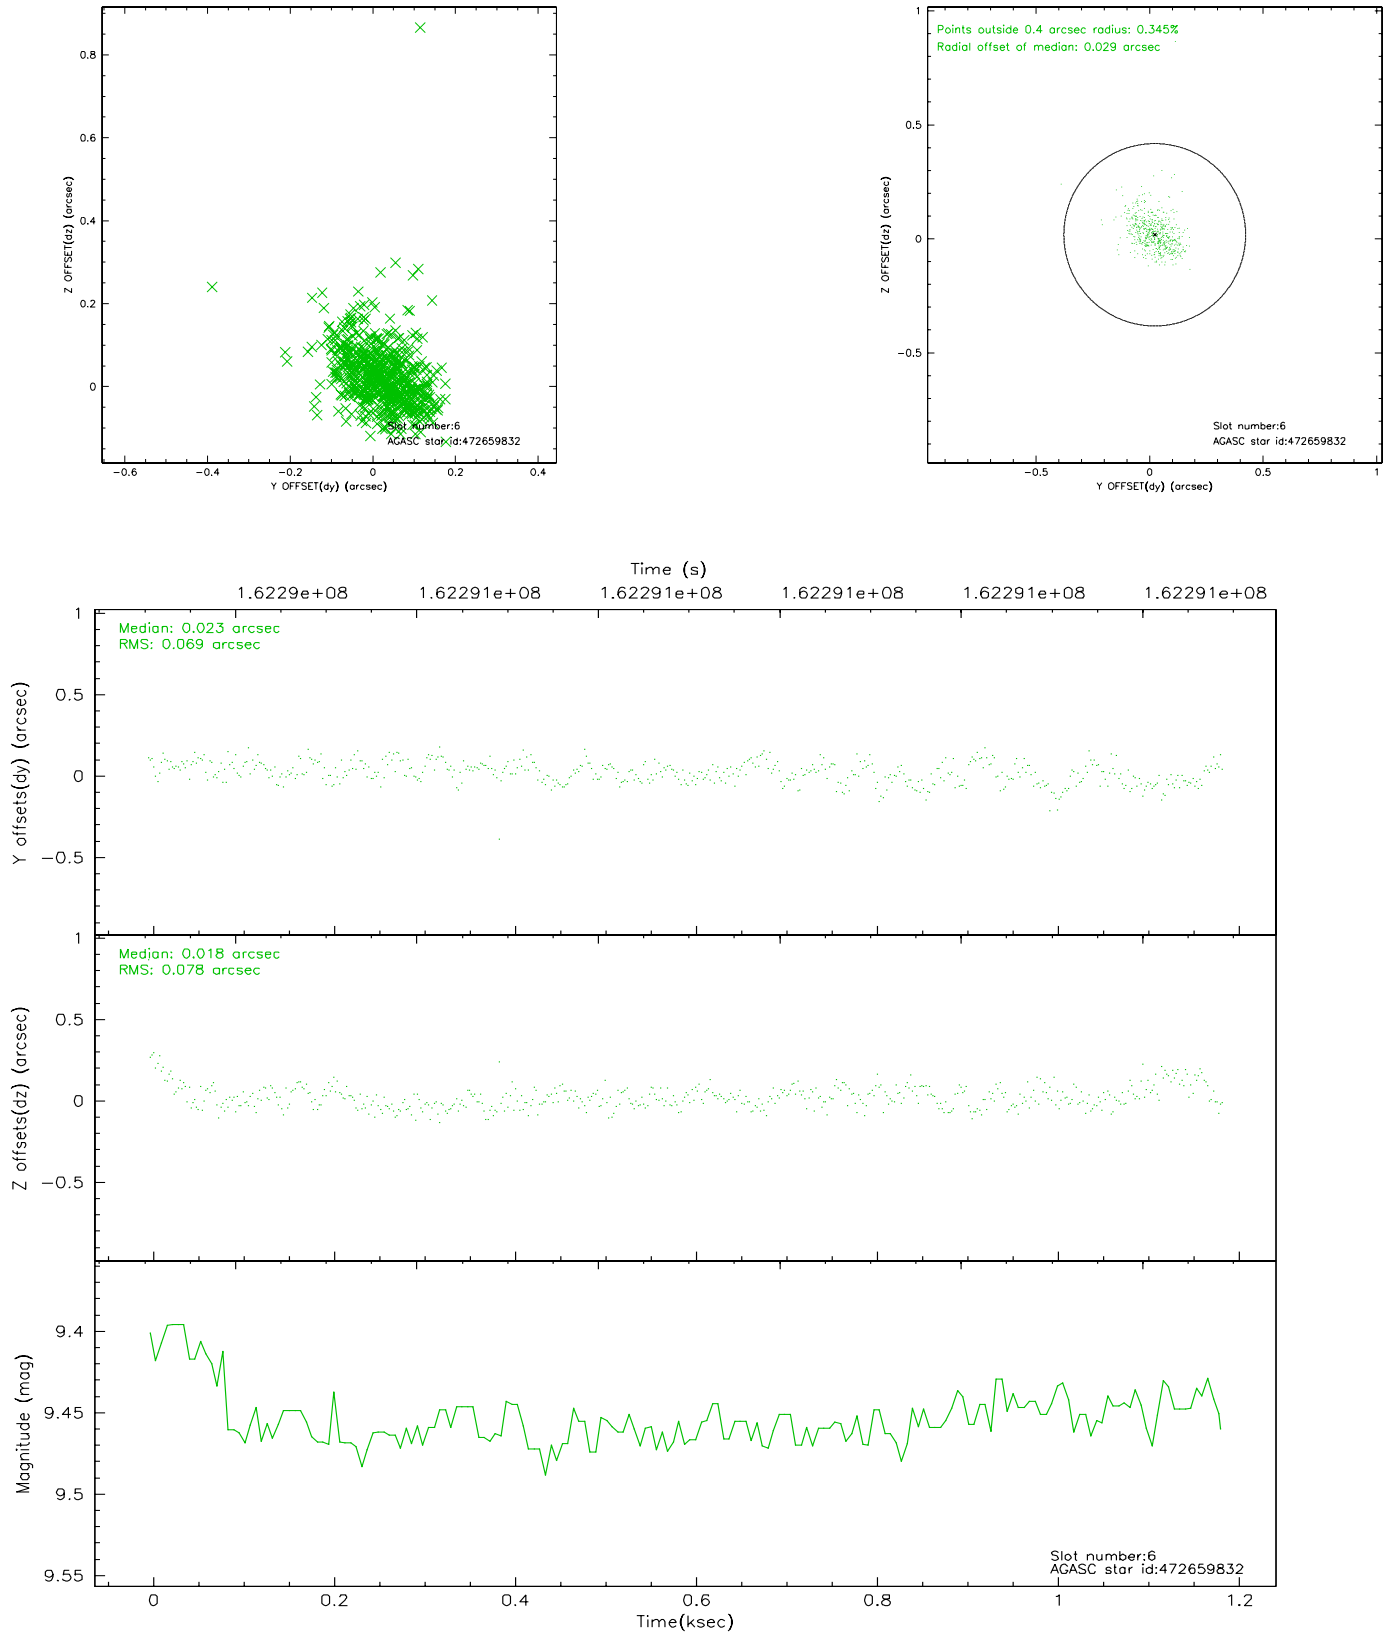 0.8
0.6
0.4
0.2
0
Z OFFSET(dz) (arcsec)
−0.6
−0.4
−0.2
0
0.2
0.4
Y OFFSET(dy) (arcsec)
Slot number:6
AGASC star id:472659832
Points outside 0.4 arcsec radius: 0.345%
Radial offset of median: 0.029 arcsec
1
0.5
0
−0.5
Z OFFSET(dz) (arcsec)
−0.5
0
0.5
1
Y OFFSET(dy) (arcsec)
Slot number:6
AGASC star id:472659832
Time (s)
1.6229e+08
1.62291e+08
1.62291e+08
1.62291e+08
1.62291e+08
1.62291e+08
Median: 0.023 arcsec
RMS: 0.069 arcsec
1
0.5
0
−0.5
Y offsets(dy) (arcsec)
Median: 0.018 arcsec
RMS: 0.078 arcsec
1
0.5
0
−0.5
Z offsets(dz) (arcsec)
9.4
9.45
9.5
9.55
Magnitude (mag)
Slot number:6
AGASC star id:472659832
0
0.2
0.4
0.6
0.8
1
1.2
Time(ksec)